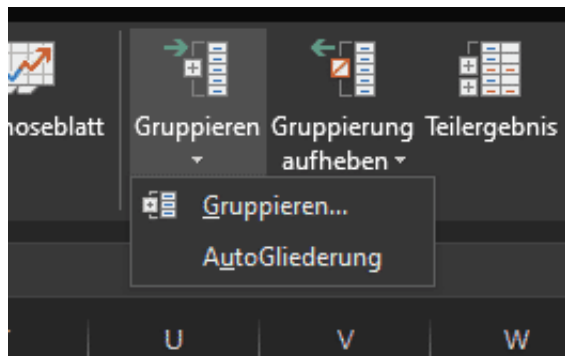 noseblatt
Gruppieren
Gruppierung
aufheben
Teilergebnis
Gruppieren...
AutoGliederung
U
V
W